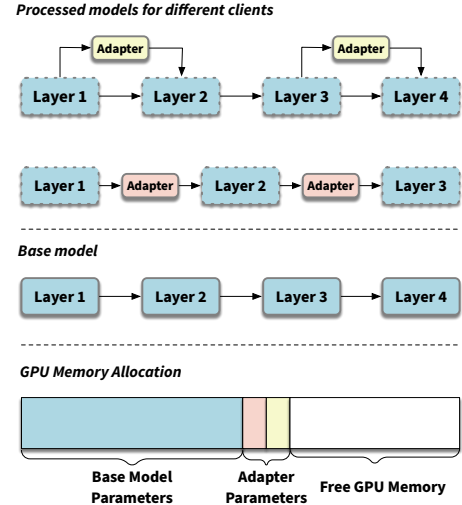 Processed models for different clients
Adapter Adapter
Layer 1 Layer 2 Layer 3 Layer 4
Layer 1 Adapter Layer 2 Adapter Layer 3
Base model
Layer 1 Layer 2 Layer 3 Layer 4
GPU Memory Allocation
Base Model
Parameters
Adapter
Parameters
Free GPU Memory